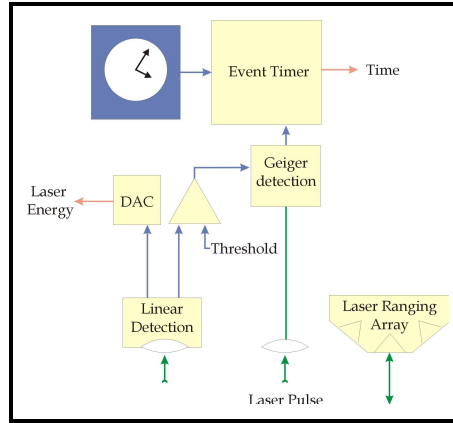 Event Timer
Time
Geiger
detection
Laser
Energy
DAC
Threshold
Linear
Detection
Laser Ranging
Array
Laser Pulse